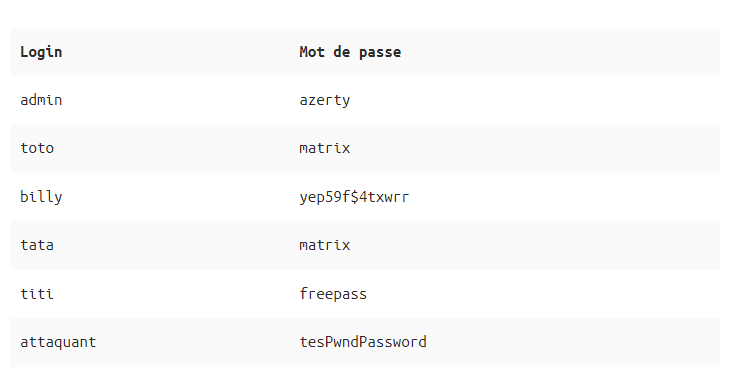 Login Mot de passe
admin azerty
toto matrix
billy yep59f$4txwrr
tata matrix
titi freepass
attaquant tesPwndPassword